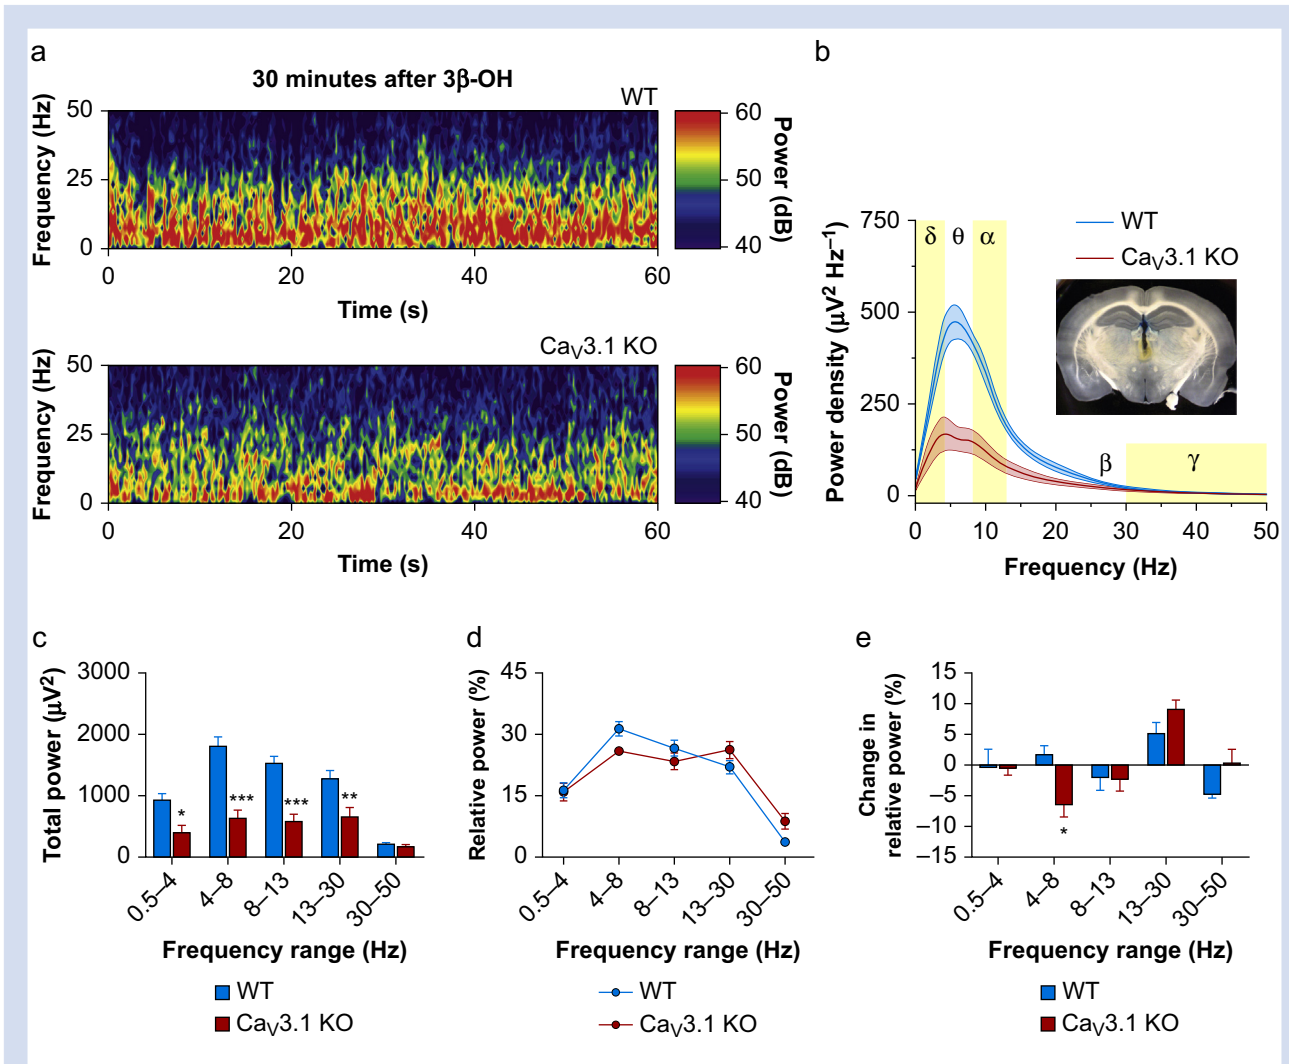 a
30 minutes after 3β-OH
WT
Frequency (Hz)
50
25
0
0 20 40 60
Time (s)
60
50
40
Power (dB)
Ca_V3.1 KO
Frequency (Hz)
50
25
0
0 20 40 60
Time (s)
60
50
40
Power (dB)
b
Power density (μV² Hz⁻¹)
750
500
250
0
δ θ α
WT
Ca_V3.1 KO
β γ
0 10 20 30 40 50
Frequency (Hz)
c
Total power (μV²)
3000
2000
1000
0
* *** *** **
0.5–4 4–8 8–13 13–30 30–50
Frequency range (Hz)
WT
Ca_V3.1 KO
d
Relative power (%)
45
30
15
0
0.5–4 4–8 8–13 13–30 30–50
Frequency range (Hz)
WT
Ca_V3.1 KO
e
Change in
relative power (%)
15
10
5
0
–5
–10
–15
*
0.5–4 4–8 8–13 13–30 30–50
Frequency range (Hz)
WT
Ca_V3.1 KO